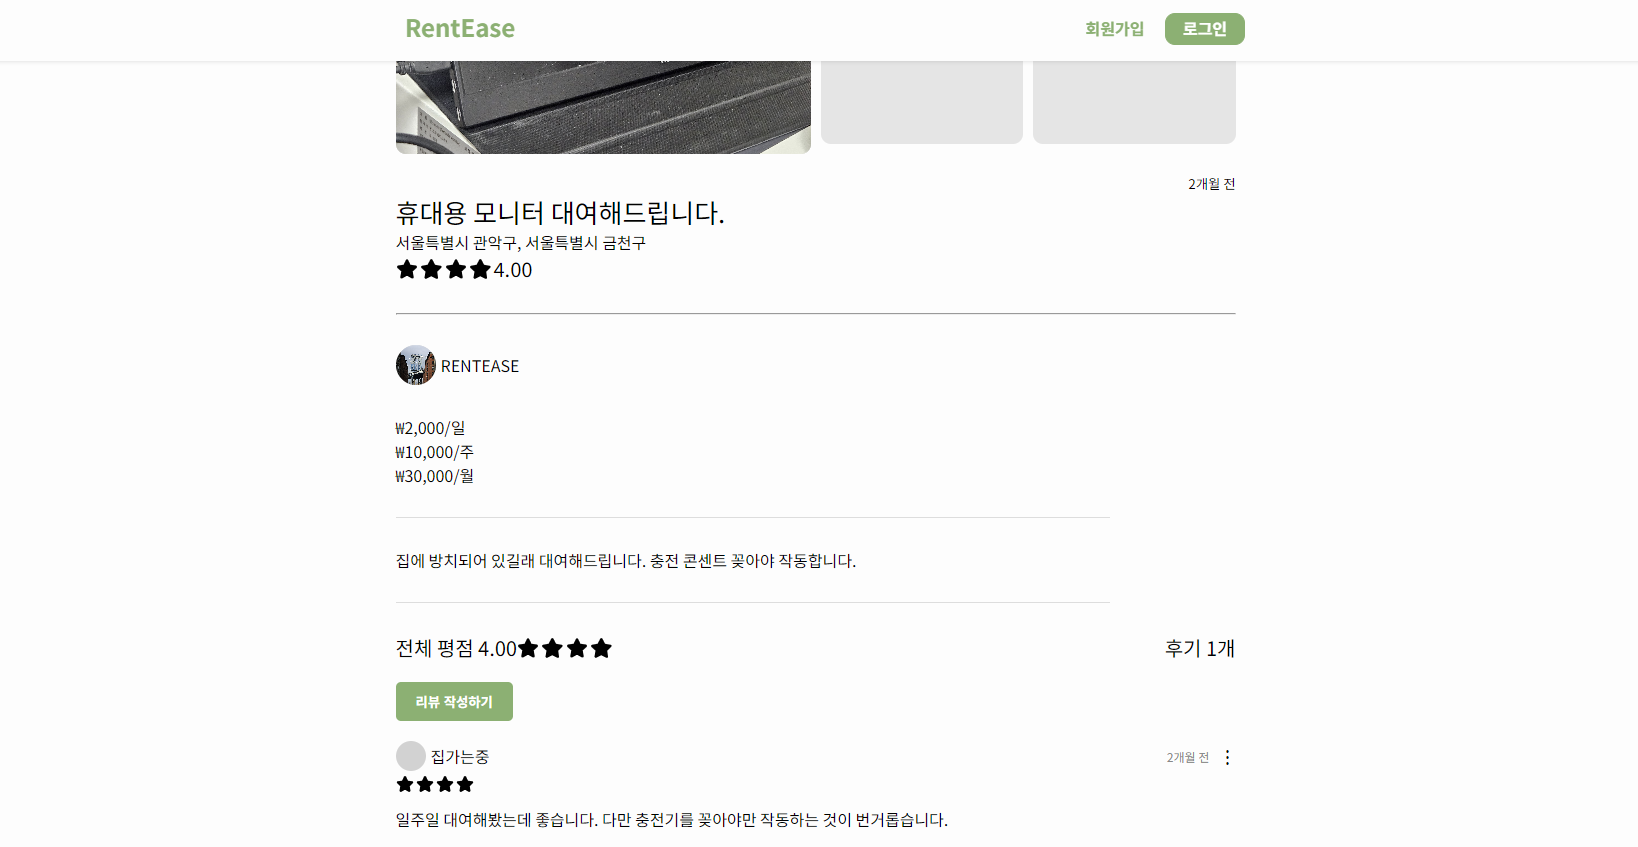 RentEase
회원가입
로그인
2개월 전
휴대용 모니터 대여해드립니다.
서울특별시 관악구, 서울특별시 금천구
4.00
RENTEASE
₩2,000/일
₩10,000/주
₩30,000/월
집에 방치되어 있길래 대여해드립니다. 충전 콘센트 꽂아야 작동합니다.
전체 평점 4.00
후기 1개
리뷰 작성하기
집가는중
2개월 전
일주일 대여해봤는데 좋습니다. 다만 충전기를 꽂아야만 작동하는 것이 번거롭습니다.